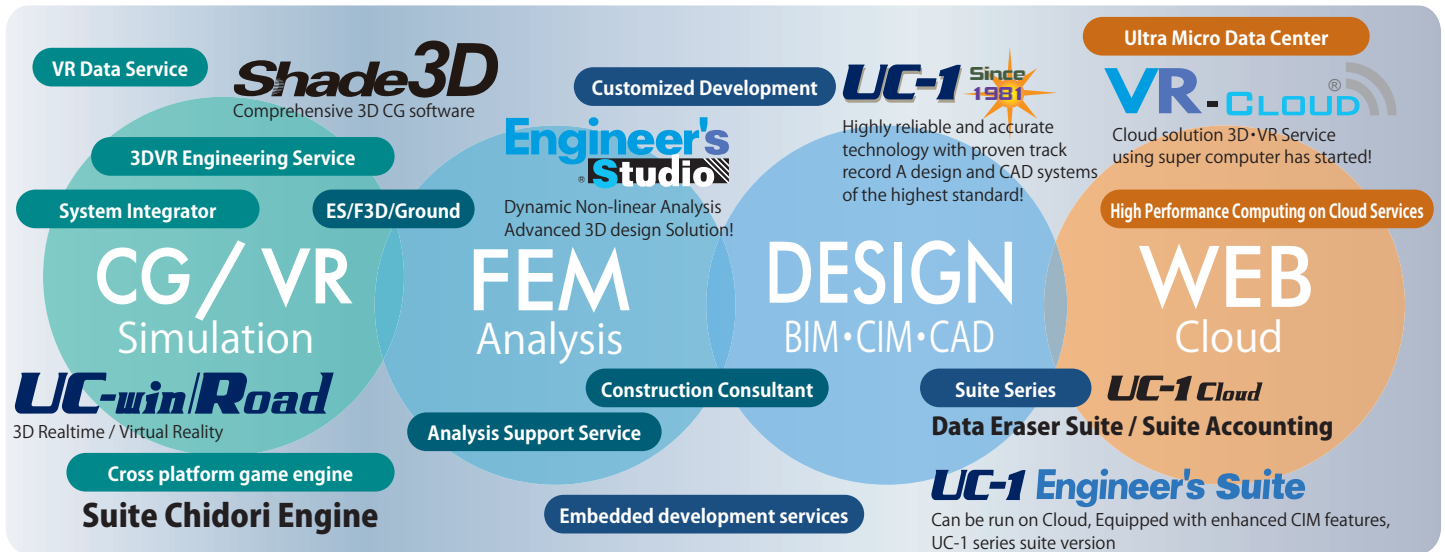 VR Data Service
Shade3D
Comprehensive 3D CG software
3DVR Engineering Service
System Integrator
ES/F3D/Ground
CG/VR
Simulation
UC-win/Road
3D Realtime / Virtual Reality
Cross platform game engine
Suite Chidori Engine
Customized Development
Engineer's
® Studio
Dynamic Non-linear Analysis
Advanced 3D design Solution!
FEM
Analysis
Construction Consultant
Analysis Support Service
Embedded development services
UC-1 Since
1981
Highly reliable and accurate
technology with proven track
record A design and CAD systems
of the highest standard!
DESIGN
BIM・CIM・CAD
Ultra Micro Data Center
VR-CLOUD®
Cloud solution 3D・VR Service
using super computer has started!
High Performance Computing on Cloud Services
WEB
Cloud
Suite Series
UC-1 Cloud
Data Eraser Suite / Suite Accounting
UC-1 Engineer's Suite
Can be run on Cloud, Equipped with enhanced CIM features,
UC-1 series suite version